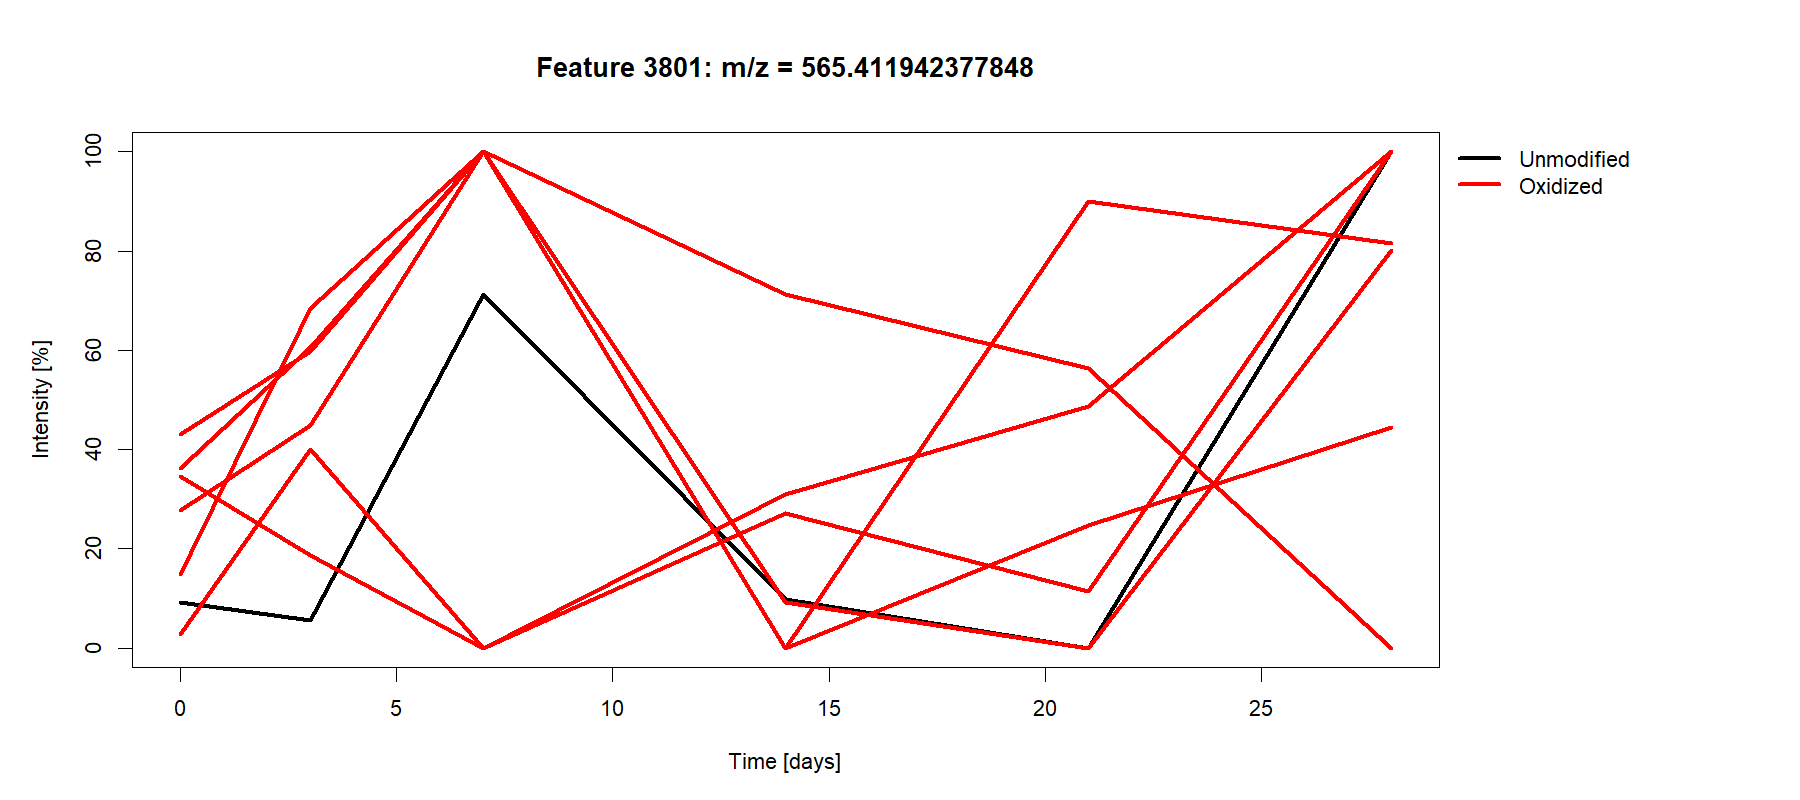 Feature 3801: m/z = 565.411942377848
Unmodified
Oxidized
Intensity [%]
100
80
60
40
20
0
0 5 10 15 20 25
Time [days]